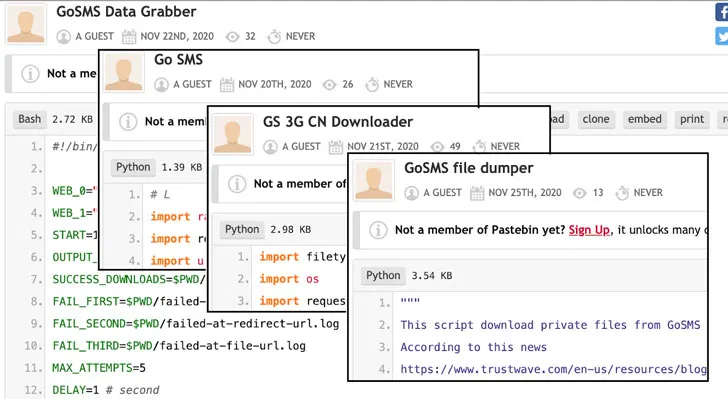 GoSMS Data Grabber
A GUEST NOV 22ND, 2020 32 NEVER
Not a me
Bash 2.72 KB
clone embed print
1. #!/bin/
2.
3. WEB_0="
4. WEB_1="
5. START=1
6. OUTPUT_
7. SUCCESS_DOWNLOADS=$PWD/
8. FAIL_FIRST=$PWD/failed-
9. FAIL_SECOND=$PWD/failed-at-redirect-url.log
10. FAIL_THIRD=$PWD/failed-at-file-url.log
11. MAX_ATTEMPTS=5
12. DELAY=1 # second
Go SMS
A GUEST NOV 20TH, 2020 26 NEVER
Not a mem
Python 1.39 KB
1. # L
2. import ra
3. import re
4. import u
GS 3G CN Downloader
A GUEST NOV 21ST, 2020 49 NEVER
Not a member of
Python 2.98 KB
1. import filety
2. import os
3. import reques
GoSMS file dumper
A GUEST NOV 25TH, 2020 13 NEVER
Not a member of Pastebin yet? Sign Up, it unlocks many
Python 3.54 KB
1. """
2. This script download private files from GoSMS
3. According to this news
4. https://www.trustwave.com/en-us/resources/blog